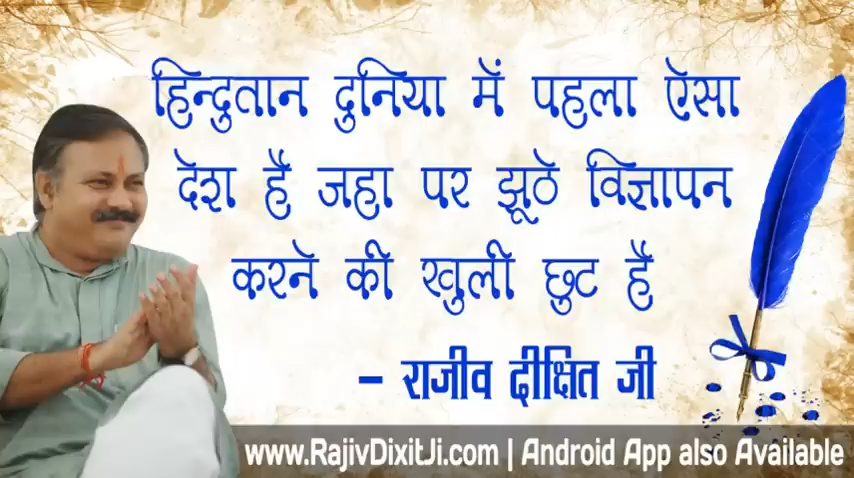 हिन्दुतान दुनिया में पहला ऐसा
देश है जहा पर झूठे विज्ञापन
करने की खुली छुट है
– राजीव दीक्षित जी
www.RajivDixitJi.com | Android App also Available